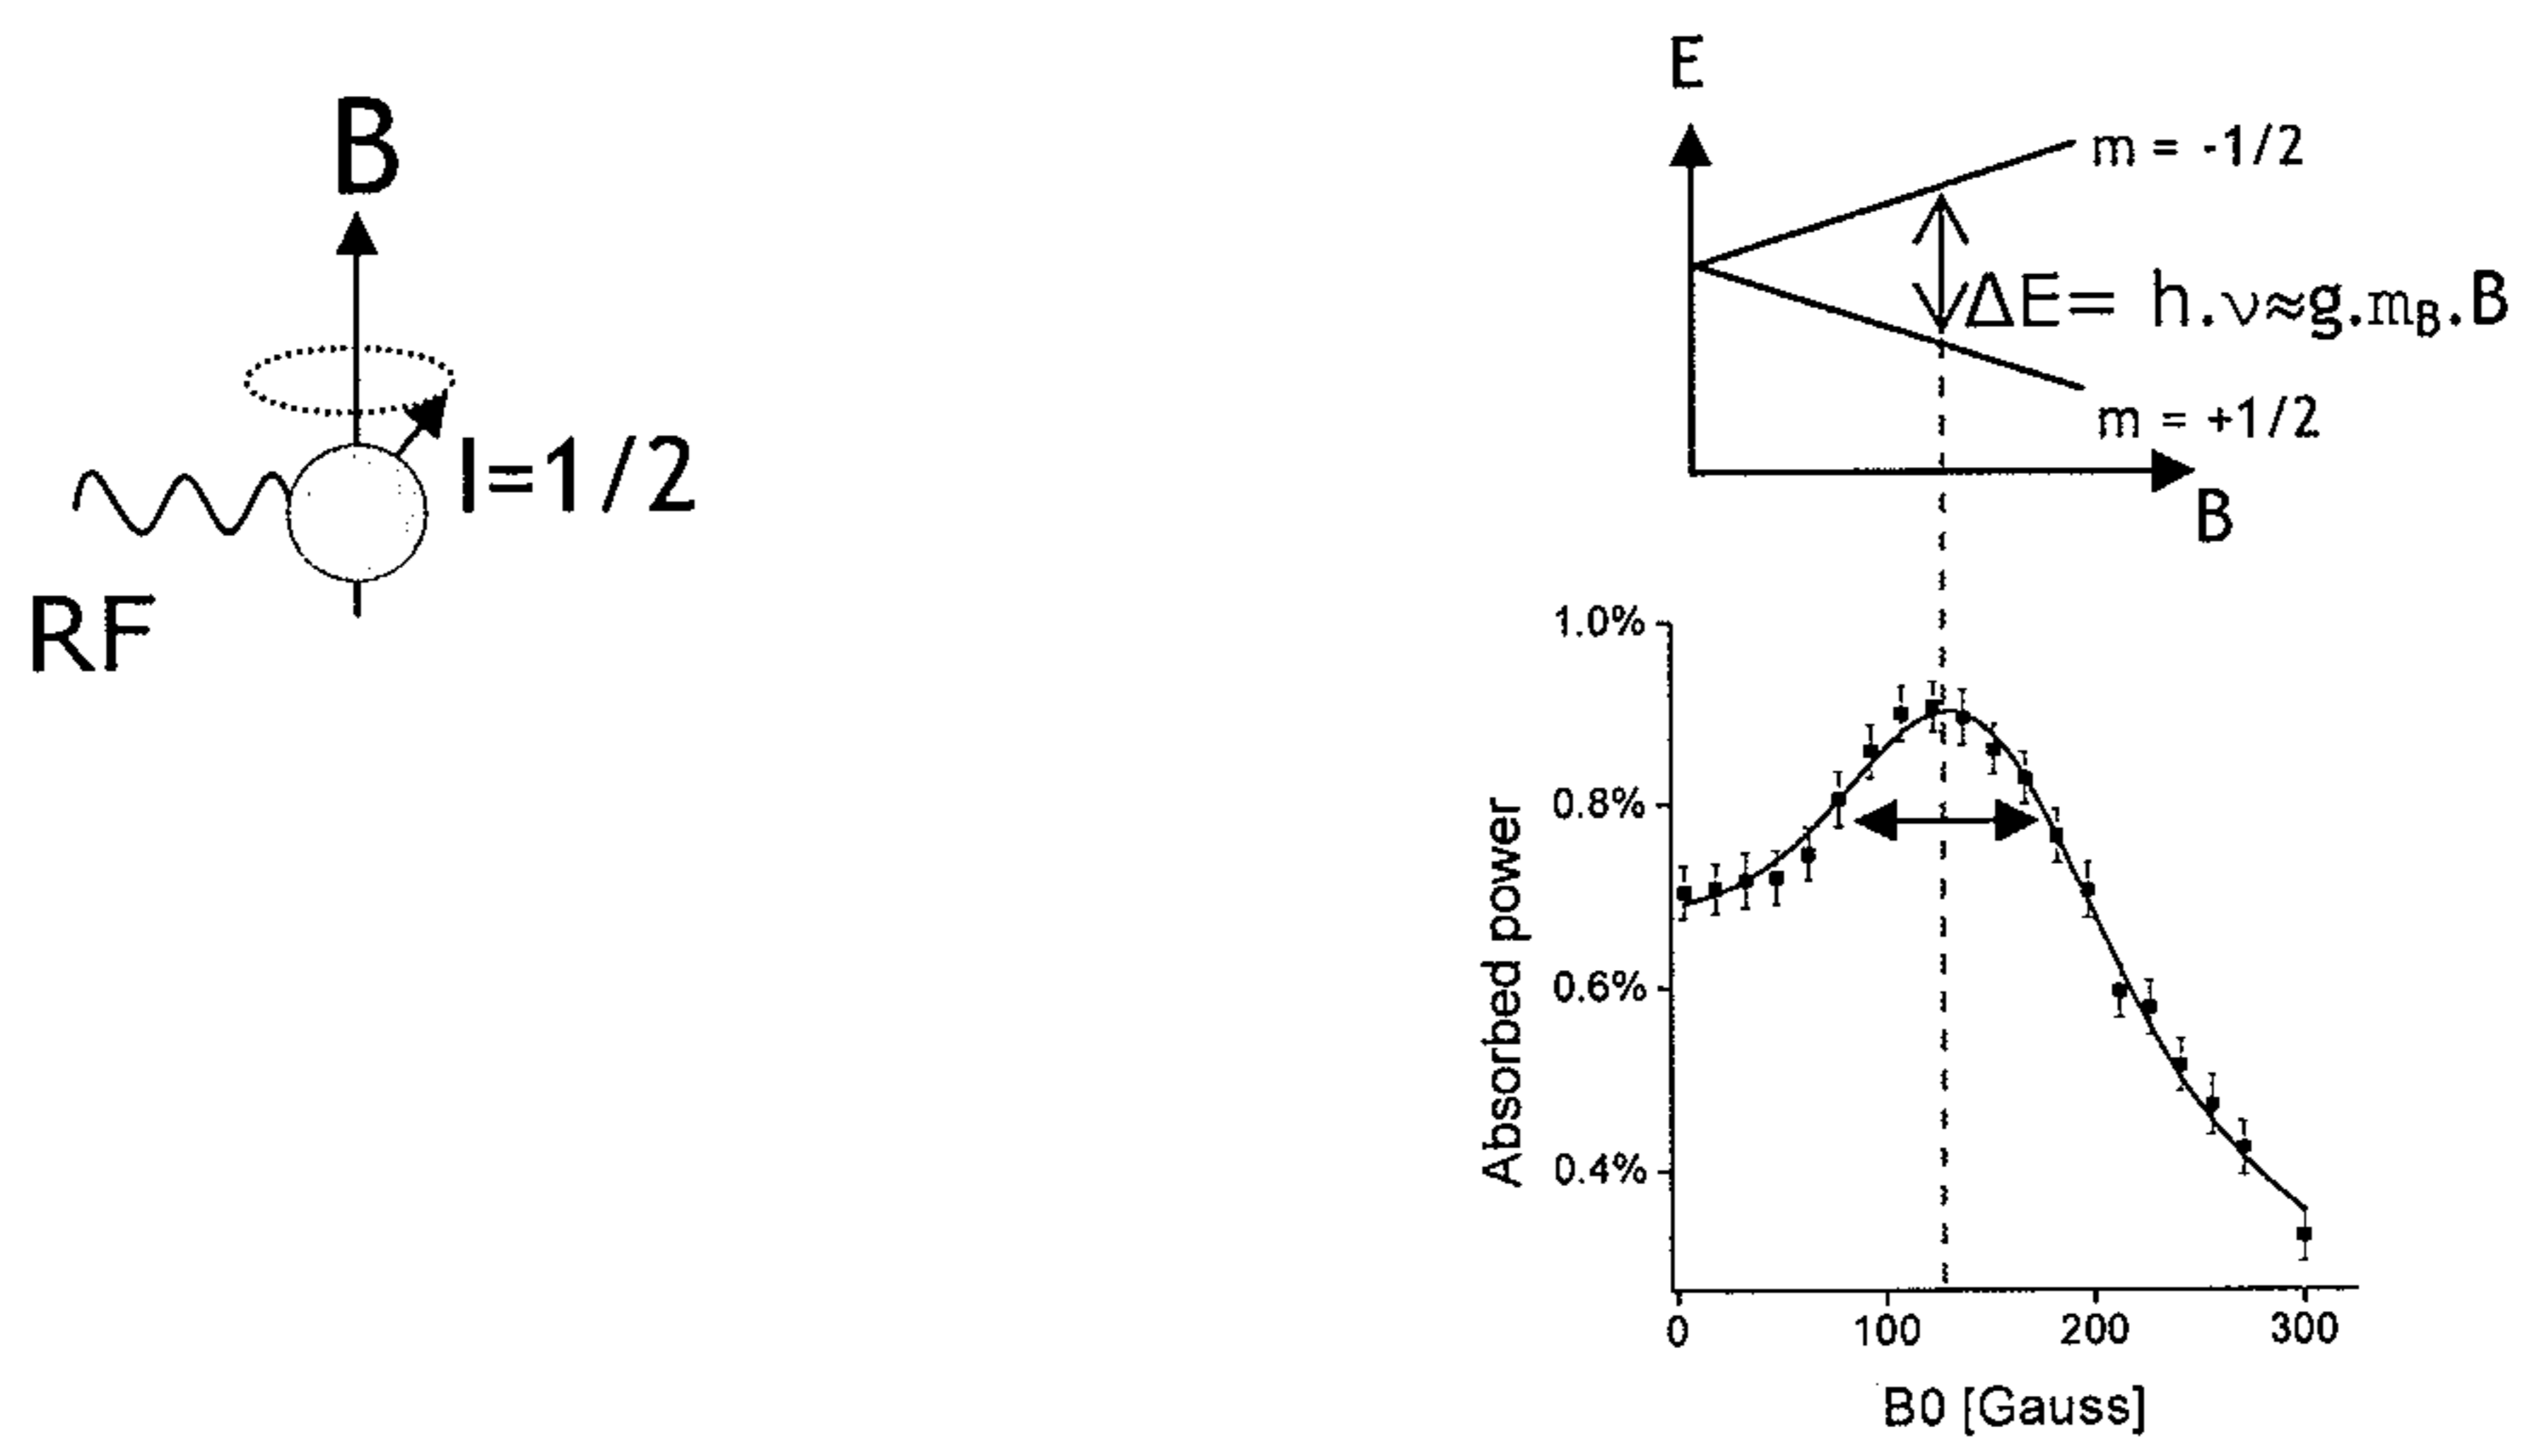 B
I=1/2
RF
E
m = -1/2
ΔE= h.ν≈g.mB.B
m = +1/2
B
1.0%
0.8%
0.6%
0.4%
Absorbed power
0
100
200
300
B0 [Gauss]